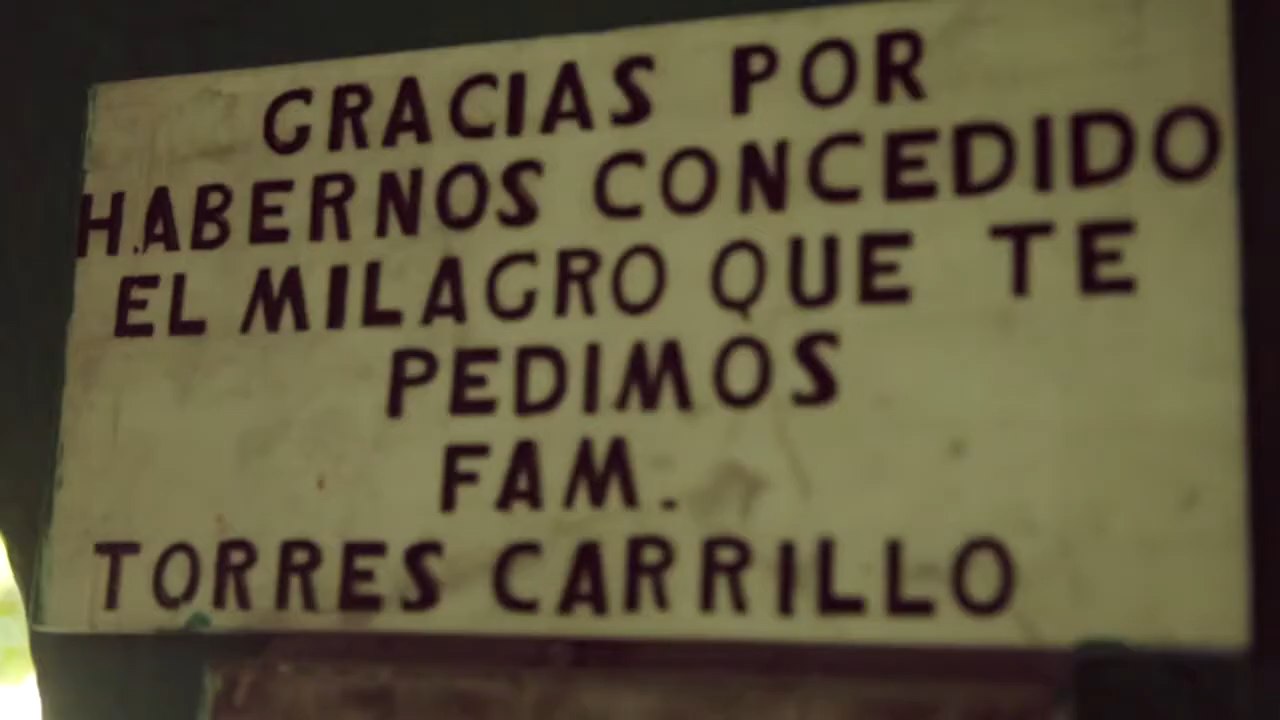 GRACIAS POR
HABERNOS CONCEDIDO
EL MILAGRO QUE TE
PEDIMOS
FAM.
TORRES CARRILLO